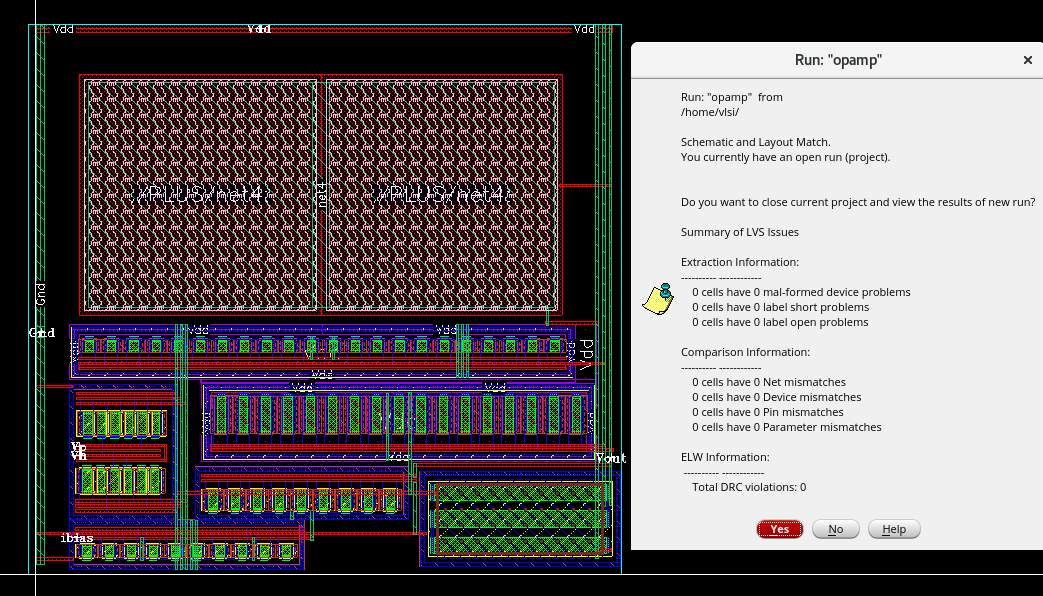 Vdd
Vdd
Vdd
/PLUS/net4
/PLUS/net4
net4
Gnd
Gnd
Vdd
Vdd
Vdd
Vdd
Vdd
Vdd
Vdd
Vp
Vn
Vout
ibias
Run: "opamp"
Run: "opamp" from
/home/vlsi/
Schematic and Layout Match.
You currently have an open run (project).
Do you want to close current project and view the results of new run?
Summary of LVS Issues
Extraction Information:
---------- ------------
0 cells have 0 mal-formed device problems
0 cells have 0 label short problems
0 cells have 0 label open problems
Comparison Information:
---------- ------------
0 cells have 0 Net mismatches
0 cells have 0 Device mismatches
0 cells have 0 Pin mismatches
0 cells have 0 Parameter mismatches
ELW Information:
---------- ------------
Total DRC violations: 0
Yes
No
Help